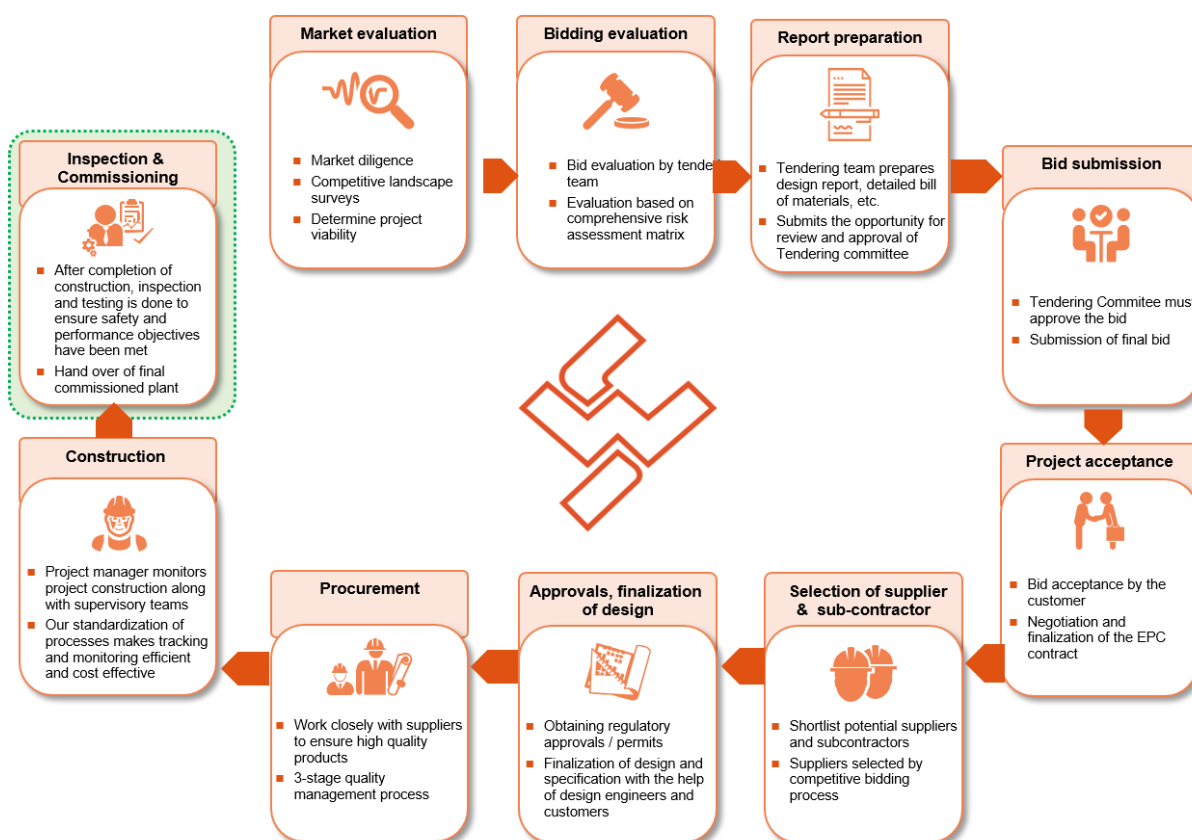 Market evaluation
Market diligence
Competitive landscape
surveys
Determine project
viability
Bidding evaluation
Bid evaluation by tende
team
Evaluation based on
comprehensive risk
assessment matrix
Report preparation
Tendering team prepares
design report, detailed bill
of materials, etc.
Submits the opportunity for
review and approval of
Tendering committee
Bid submission
Tendering Commitee must
approve the bid
Submission of final bid
Project acceptance
Bid acceptance by the
customer
Negotiation and
finalization of the EPC
contract
Selection of supplier
& sub-contractor
Shortlist potential suppliers
and subcontractors
Suppliers selected by
competitive bidding
process
Approvals, finalization
of design
Obtaining regulatory
approvals / permits
Finalization of design and
specification with the help
of design engineers and
customers
Procurement
Work closely with suppliers
to ensure high quality
products
3-stage quality
management process
Construction
Project manager monitors
project construction along
with supervisory teams
Our standardization of
processes makes tracking
and monitoring efficient
and cost effective
Inspection &
Commissioning
After completion of
construction, inspection
and testing is done to
ensure safety and
performance objectives
have been met
Hand over of final
commissioned plant